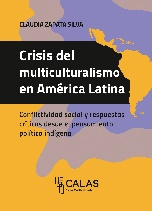 CLAUDIA ZAPATA SILVA
Crisis del
multiculturalismo
en América Latina
Conflictividad social y respuestas
críticas desde el pensamiento
político indígena
CALAS